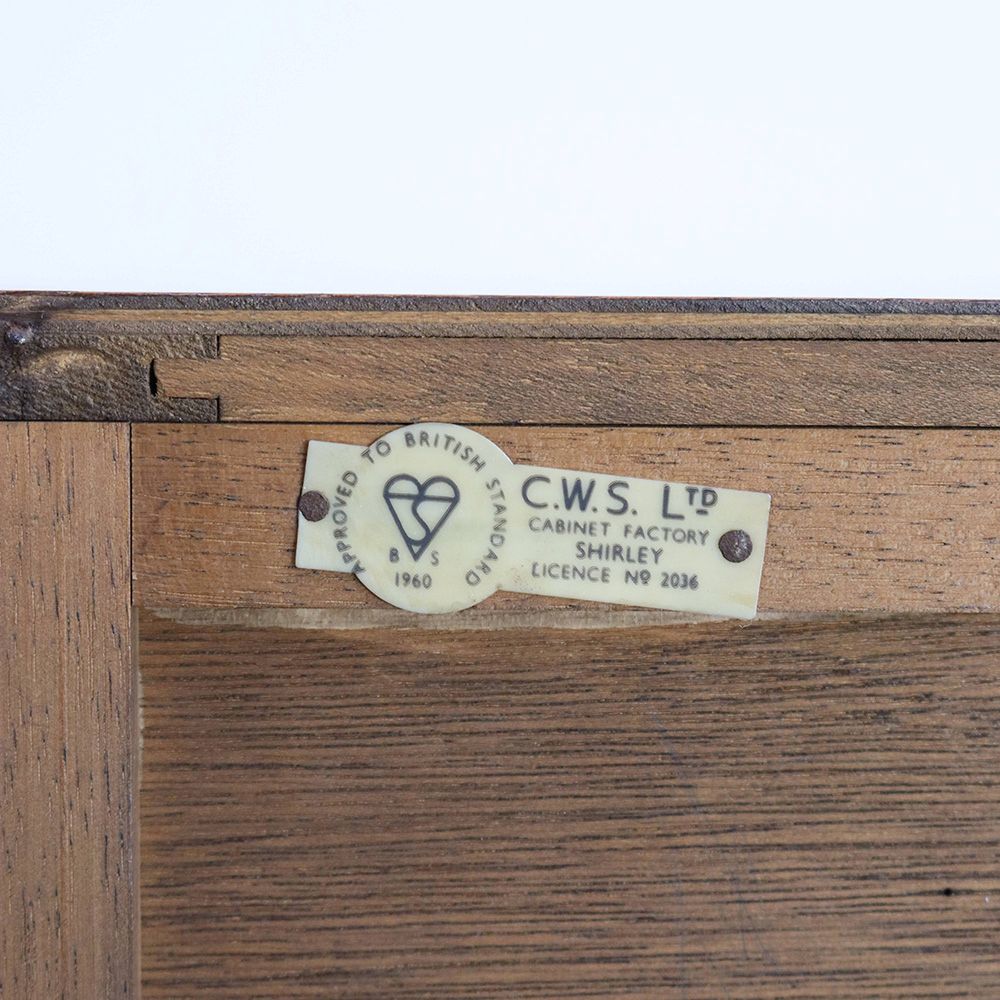 APPROVED TO BRITISH STANDARD
B S
1960
C.W.S. LTD
CABINET FACTORY
SHIRLEY
LICENCE Nº 2036